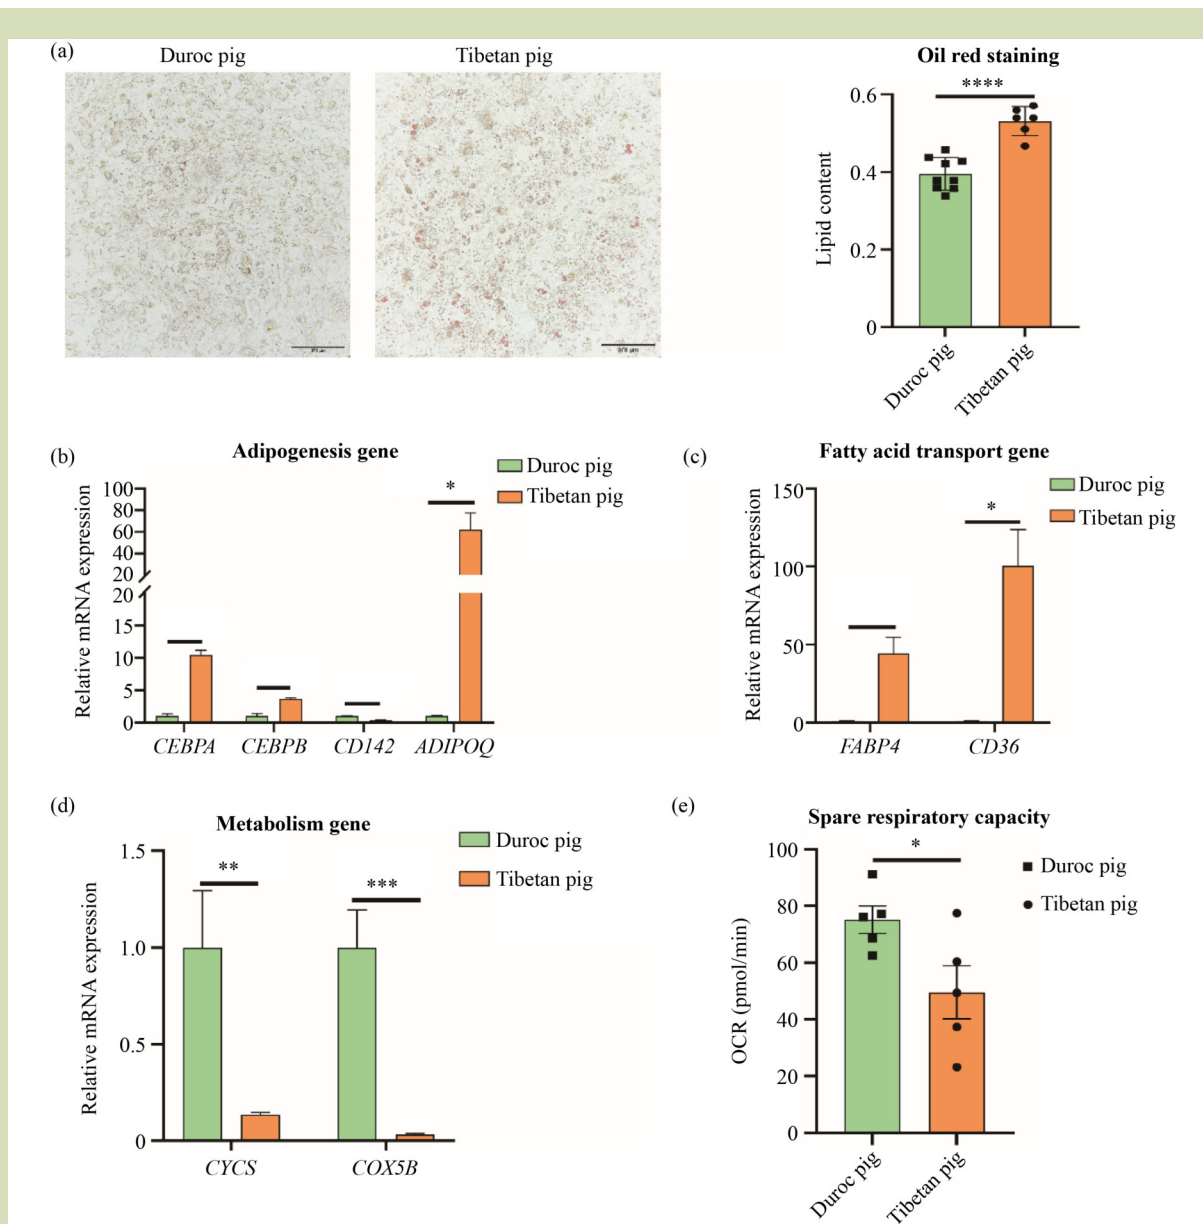 (a)
Duroc pig
Tibetan pig
Oil red staining
****
0.6
0.4
0.2
0
Lipid content
Duroc pig
Tibetan pig
(b)
Adipogenesis gene
Duroc pig
Tibetan pig
*
100
80
60
40
20
20
15
10
5
0
Relative mRNA expression
CEBPA
CEBPB
CD142
ADIPOQ
(c)
Fatty acid transport gene
Duroc pig
Tibetan pig
*
150
100
50
0
Relative mRNA expression
FABP4
CD36
(d)
Metabolism gene
Duroc pig
Tibetan pig
**
***
1.5
1.0
0.5
0
Relative mRNA expression
CYCS
COX5B
(e)
Spare respiratory capacity
*
Duroc pig
Tibetan pig
100
80
60
40
20
0
OCR (pmol/min)
Duroc pig
Tibetan pig